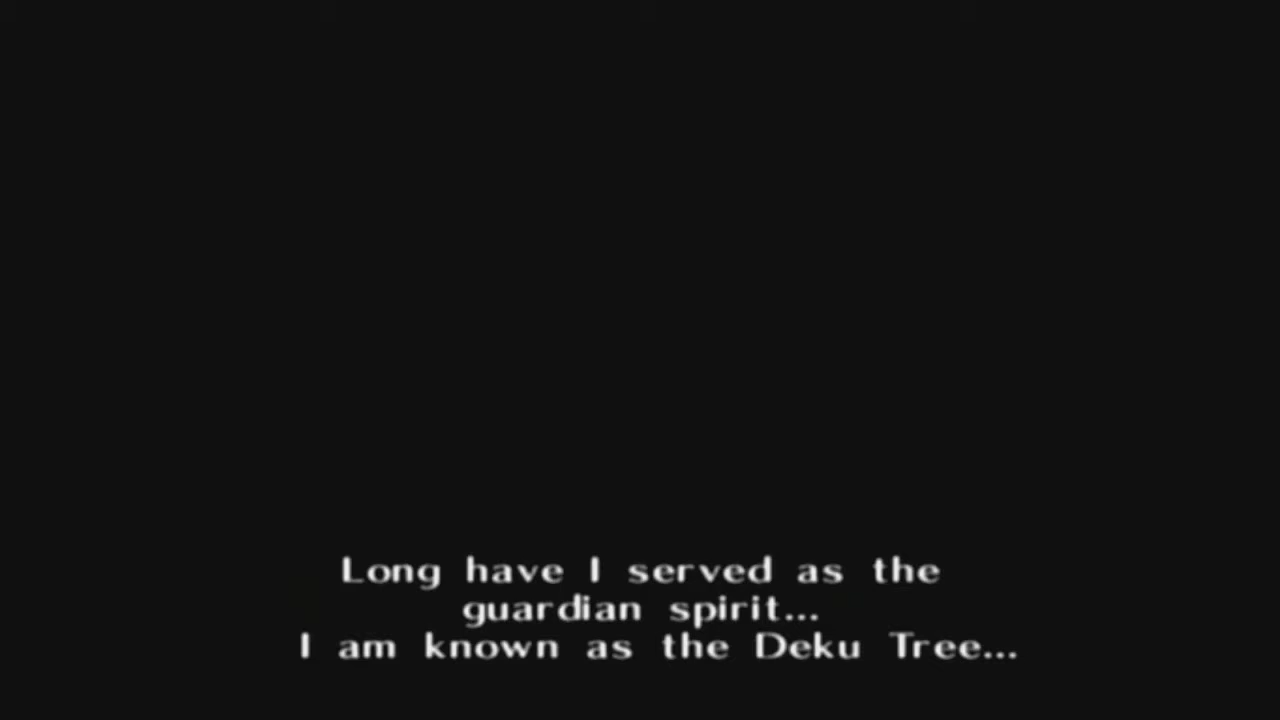 Long have I served as the
guardian spirit...
I am known as the Deku Tree...